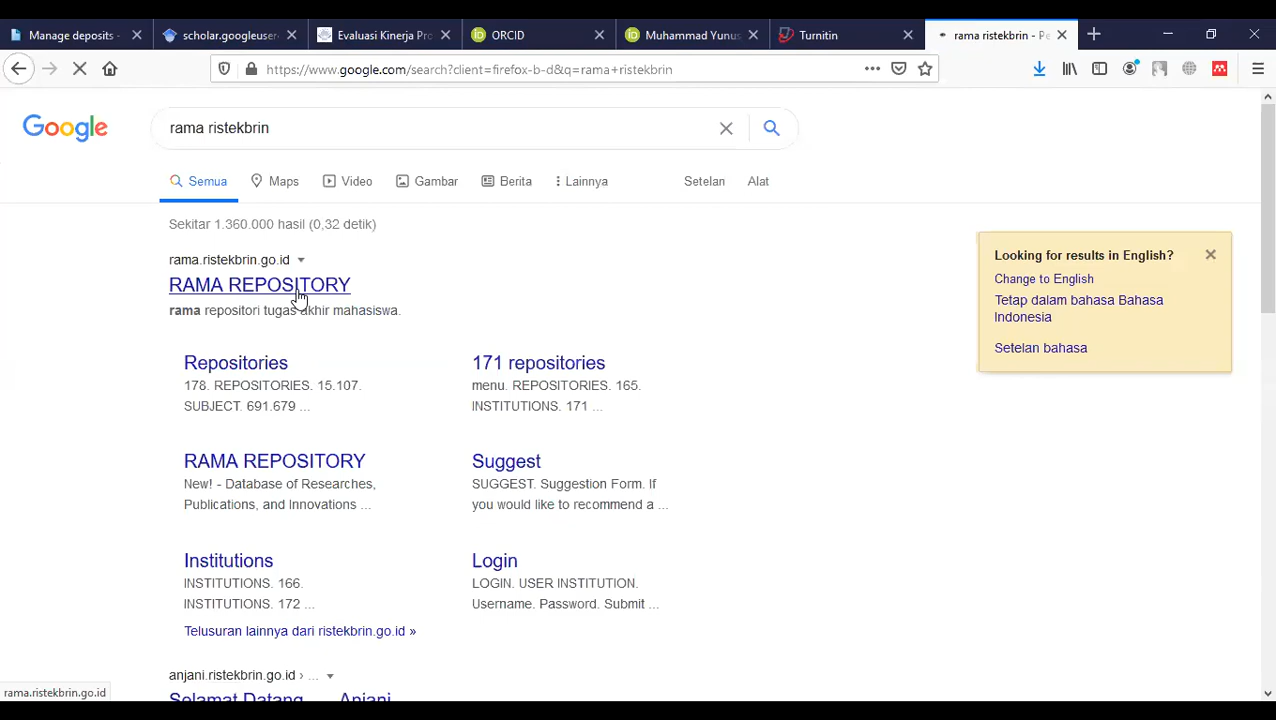 Manage deposits -
scholar.googleuser
Evaluasi Kinerja Pro
ORCID
Muhammad Yunus
Turnitin
rama ristekbrin - Pe
https://www.google.com/search?client=firefox-b-d&q=rama+ristekbrin
Google
rama ristekbrin
Semua
Maps
Video
Gambar
Berita
Lainnya
Setelan
Alat
Sekitar 1.360.000 hasil (0,32 detik)
rama.ristekbrin.go.id
RAMA REPOSITORY
rama repositori tugas akhir mahasiswa.
Repositories
178. REPOSITORIES. 15.107.
SUBJECT. 691.679 ...
171 repositories
menu. REPOSITORIES. 165.
INSTITUTIONS. 171 ...
RAMA REPOSITORY
New! - Database of Researches,
Publications, and Innovations ...
Suggest
SUGGEST. Suggestion Form. If
you would like to recommend a ...
Institutions
INSTITUTIONS. 166.
INSTITUTIONS. 172 ...
Login
LOGIN. USER INSTITUTION.
Username. Password. Submit ...
Telusuran lainnya dari ristekbrin.go.id »
anjani.ristekbrin.go.id › ...
Selamat Datang Anjani
Looking for results in English?
Change to English
Tetap dalam bahasa Bahasa
Indonesia
Setelan bahasa
rama.ristekbrin.go.id